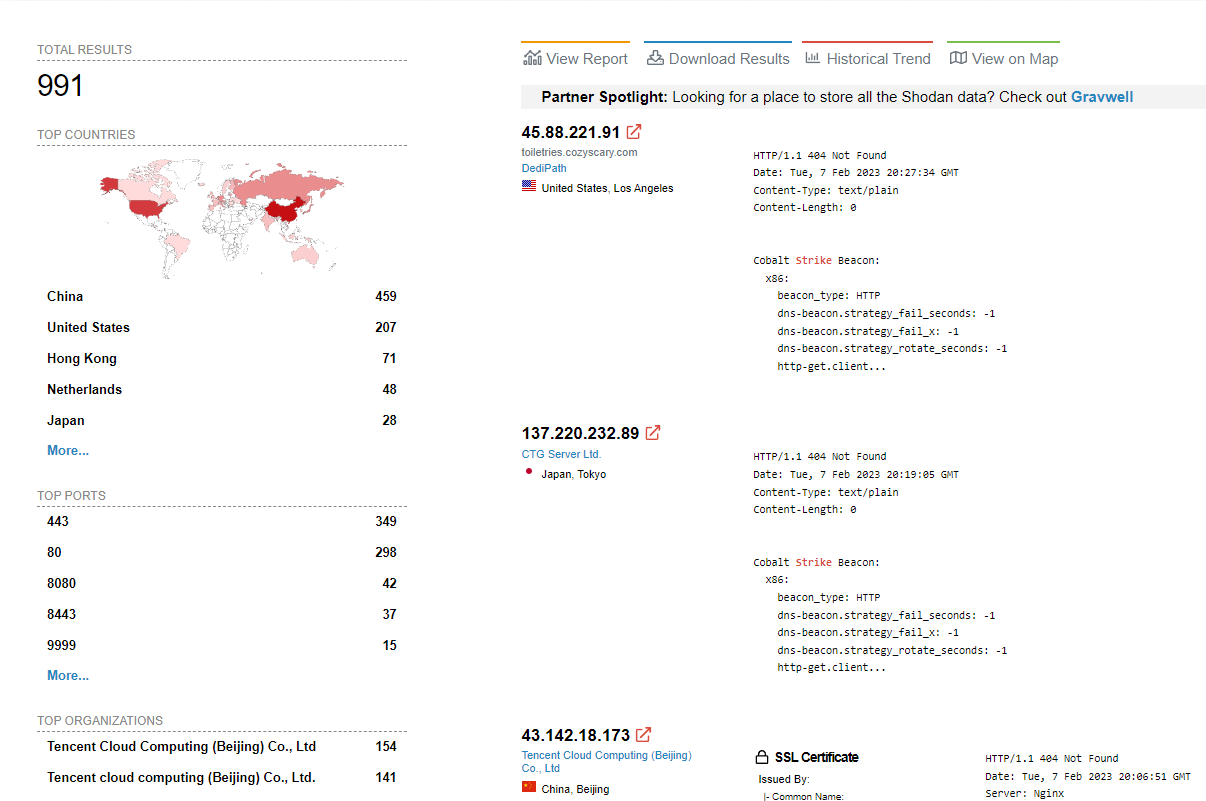 TOTAL RESULTS
991
TOP COUNTRIES
China 459
United States 207
Hong Kong 71
Netherlands 48
Japan 28
More...
TOP PORTS
443 349
80 298
8080 42
8443 37
9999 15
More...
TOP ORGANIZATIONS
Tencent Cloud Computing (Beijing) Co., Ltd 154
Tencent cloud computing (Beijing) Co., Ltd. 141
View Report Download Results Historical Trend View on Map
Partner Spotlight: Looking for a place to store all the Shodan data? Check out Gravwell
45.88.221.91
toiletries.cozyscary.com
DediPath
United States, Los Angeles
HTTP/1.1 404 Not Found
Date: Tue, 7 Feb 2023 20:27:34 GMT
Content-Type: text/plain
Content-Length: 0
Cobalt Strike Beacon:
x86:
beacon_type: HTTP
dns-beacon.strategy_fail_seconds: -1
dns-beacon.strategy_fail_x: -1
dns-beacon.strategy_rotate_seconds: -1
http-get.client...
137.220.232.89
CTG Server Ltd.
Japan, Tokyo
HTTP/1.1 404 Not Found
Date: Tue, 7 Feb 2023 20:19:05 GMT
Content-Type: text/plain
Content-Length: 0
Cobalt Strike Beacon:
x86:
beacon_type: HTTP
dns-beacon.strategy_fail_seconds: -1
dns-beacon.strategy_fail_x: -1
dns-beacon.strategy_rotate_seconds: -1
http-get.client...
43.142.18.173
Tencent Cloud Computing (Beijing)
Co., Ltd
China, Beijing
SSL Certificate
Issued By:
|- Common Name:
HTTP/1.1 404 Not Found
Date: Tue, 7 Feb 2023 20:06:51 GMT
Server: Nginx